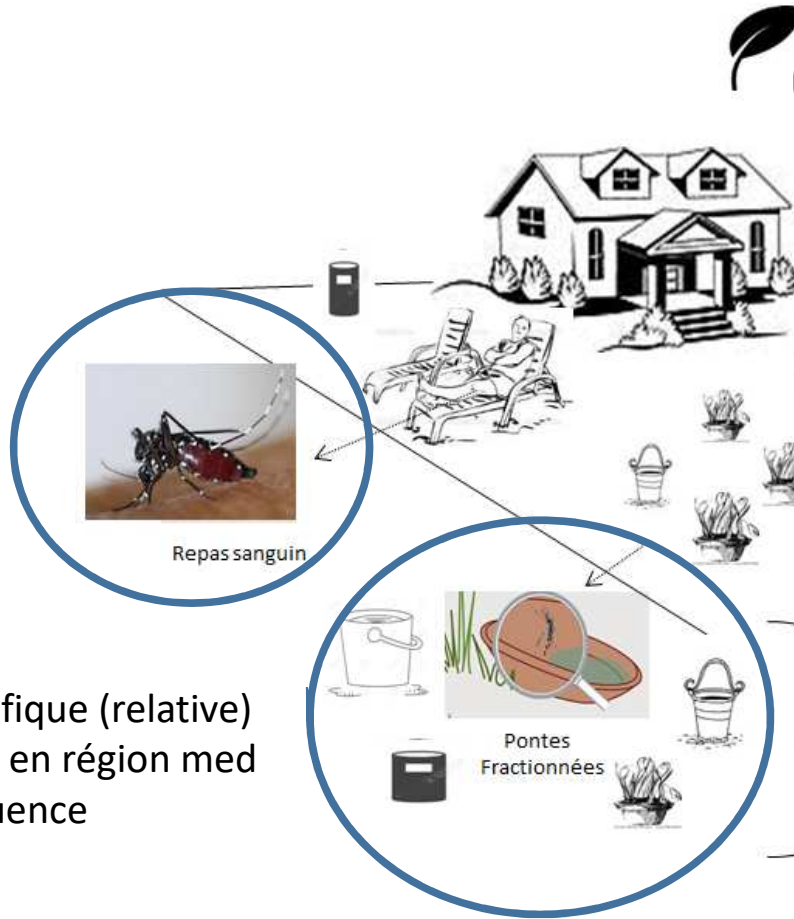 Repas sanguin
Pontes
Fractionnées
fique (relative)
en région med
uence